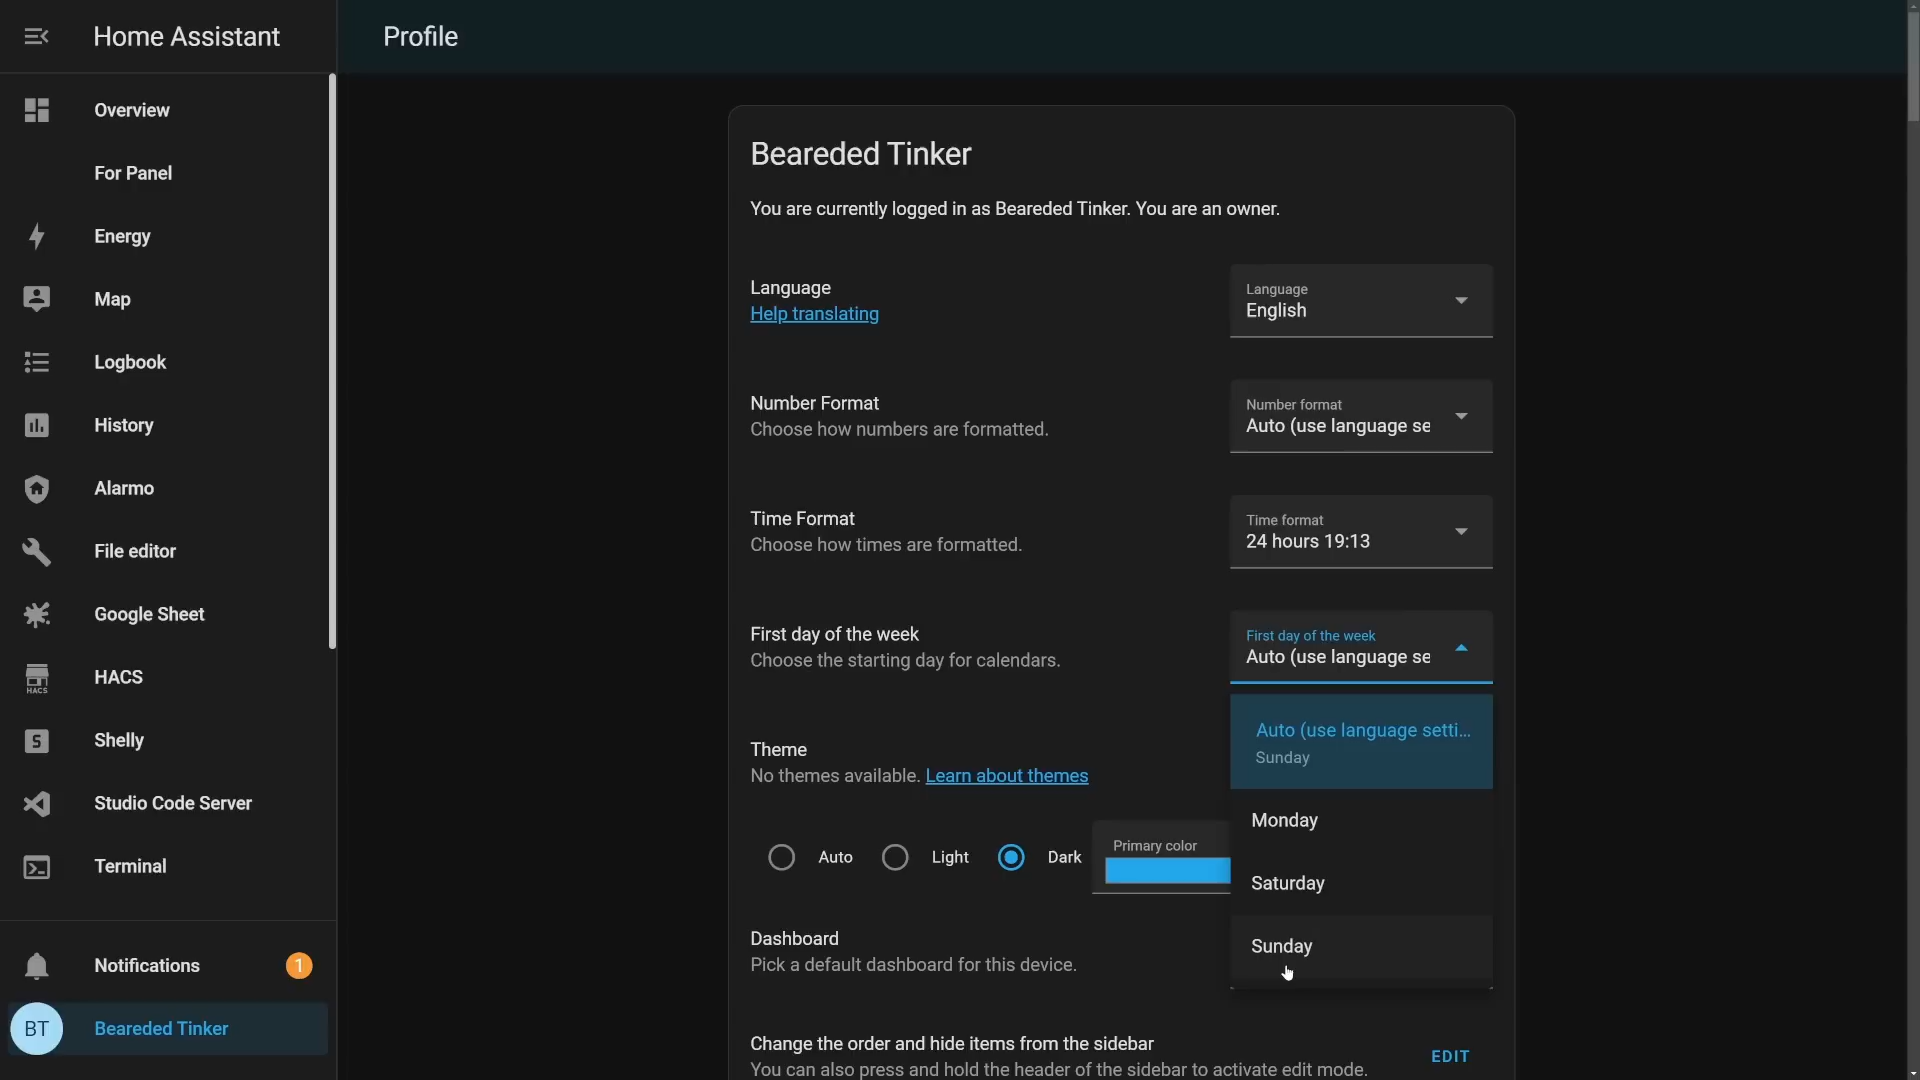 Home Assistant
Profile
Overview
For Panel
Energy
Map
Logbook
History
Alarmo
File editor
Google Sheet
HACS
HACS
Shelly
Studio Code Server
Terminal
Notifications
1
BT
Beareded Tinker
Beareded Tinker
You are currently logged in as Beareded Tinker. You are an owner.
Language
Help translating
Language
English
Number Format
Choose how numbers are formatted.
Number format
Auto (use language se
Time Format
Choose how times are formatted.
Time format
24 hours 19:13
First day of the week
Choose the starting day for calendars.
First day of the week
Auto (use language se
Auto (use language setti...
Sunday
Monday
Saturday
Sunday
Theme
No themes available. Learn about themes
Auto
Light
Dark
Primary color
Dashboard
Pick a default dashboard for this device.
Change the order and hide items from the sidebar
You can also press and hold the header of the sidebar to activate edit mode.
EDIT